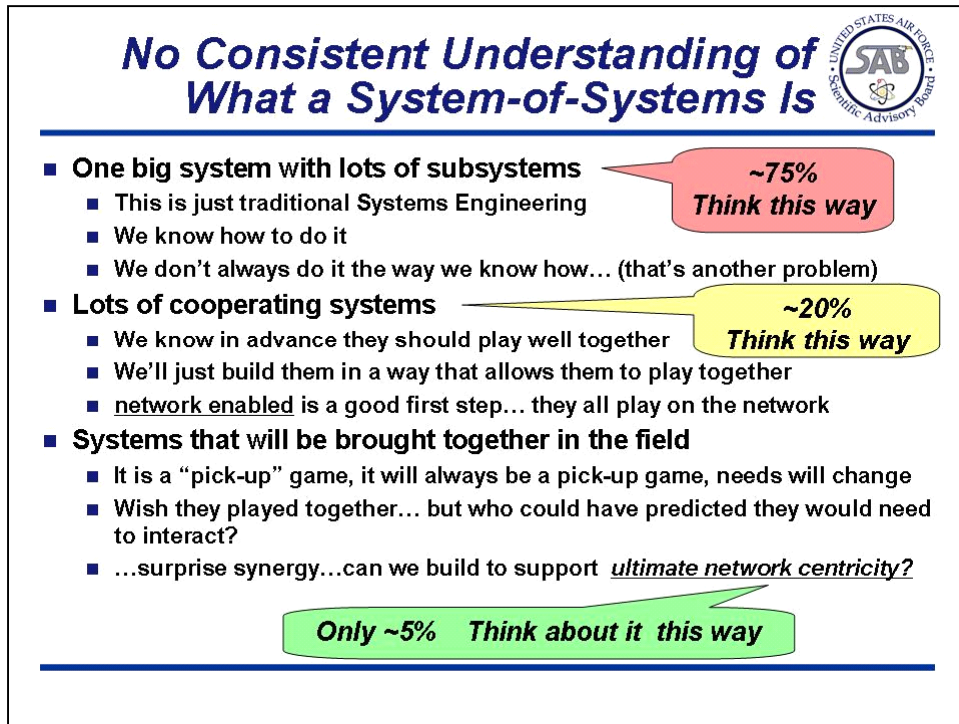 No Consistent Understanding of
What a System-of-Systems Is
UNITED STATES AIR FORCE
SAB
Scientific Advisory Board
One big system with lots of subsystems
~75%
Think this way
This is just traditional Systems Engineering
We know how to do it
We don't always do it the way we know how… (that's another problem)
Lots of cooperating systems
~20%
Think this way
We know in advance they should play well together
We'll just build them in a way that allows them to play together
network enabled is a good first step… they all play on the network
Systems that will be brought together in the field
It is a “pick-up” game, it will always be a pick-up game, needs will change
Wish they played together… but who could have predicted they would need
to interact?
…surprise synergy…can we build to support ultimate network centricity?
Only ~5% Think about it this way